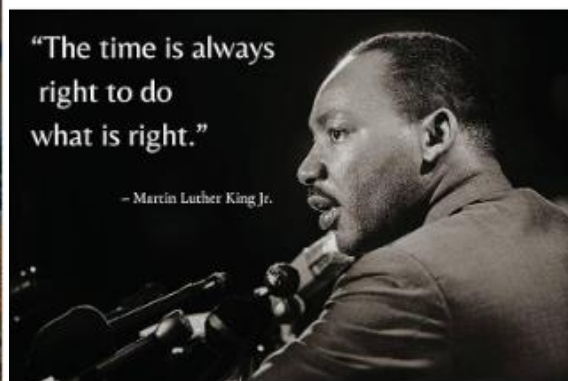 “The time is always
right to do
what is right.”
– Martin Luther King Jr.